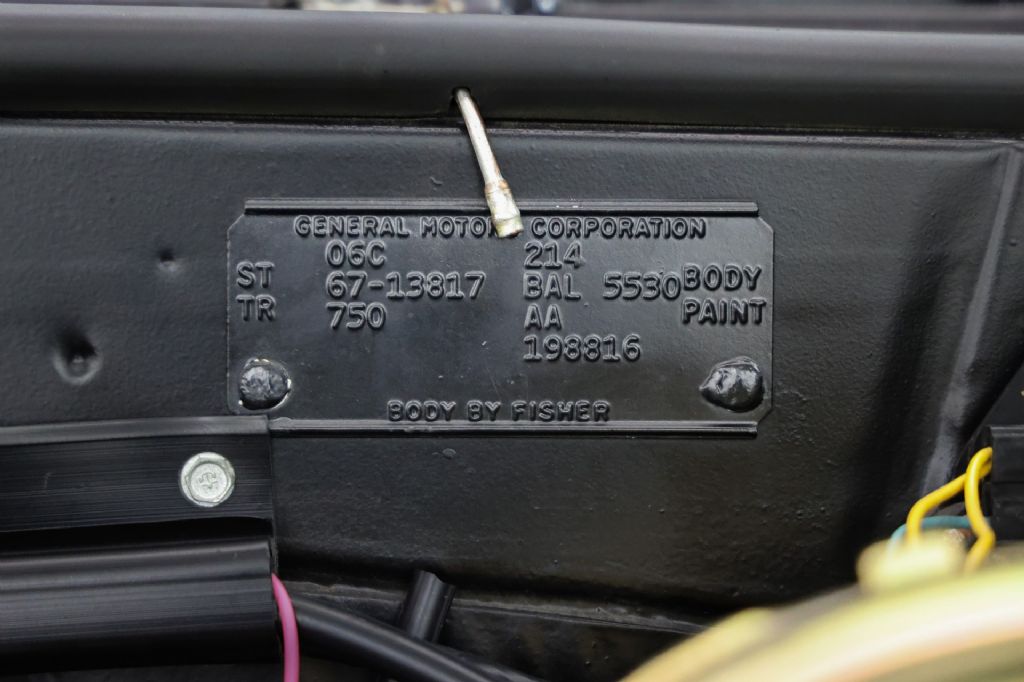 GENERAL MOTORS CORPORATION
06C 214
ST 67-13817 BAL 5530 BODY
TR 750 AA PAINT
198816
BODY BY FISHER